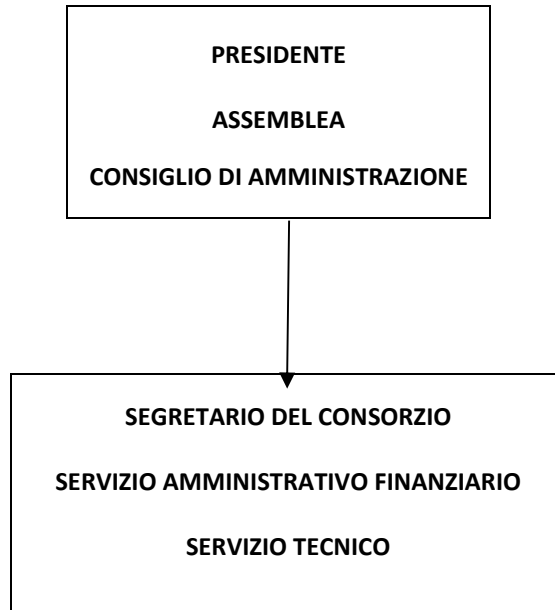 PRESIDENTE
ASSEMBLEA
CONSIGLIO DI AMMINISTRAZIONE
SEGRETARIO DEL CONSORZIO
SERVIZIO AMMINISTRATIVO FINANZIARIO
SERVIZIO TECNICO